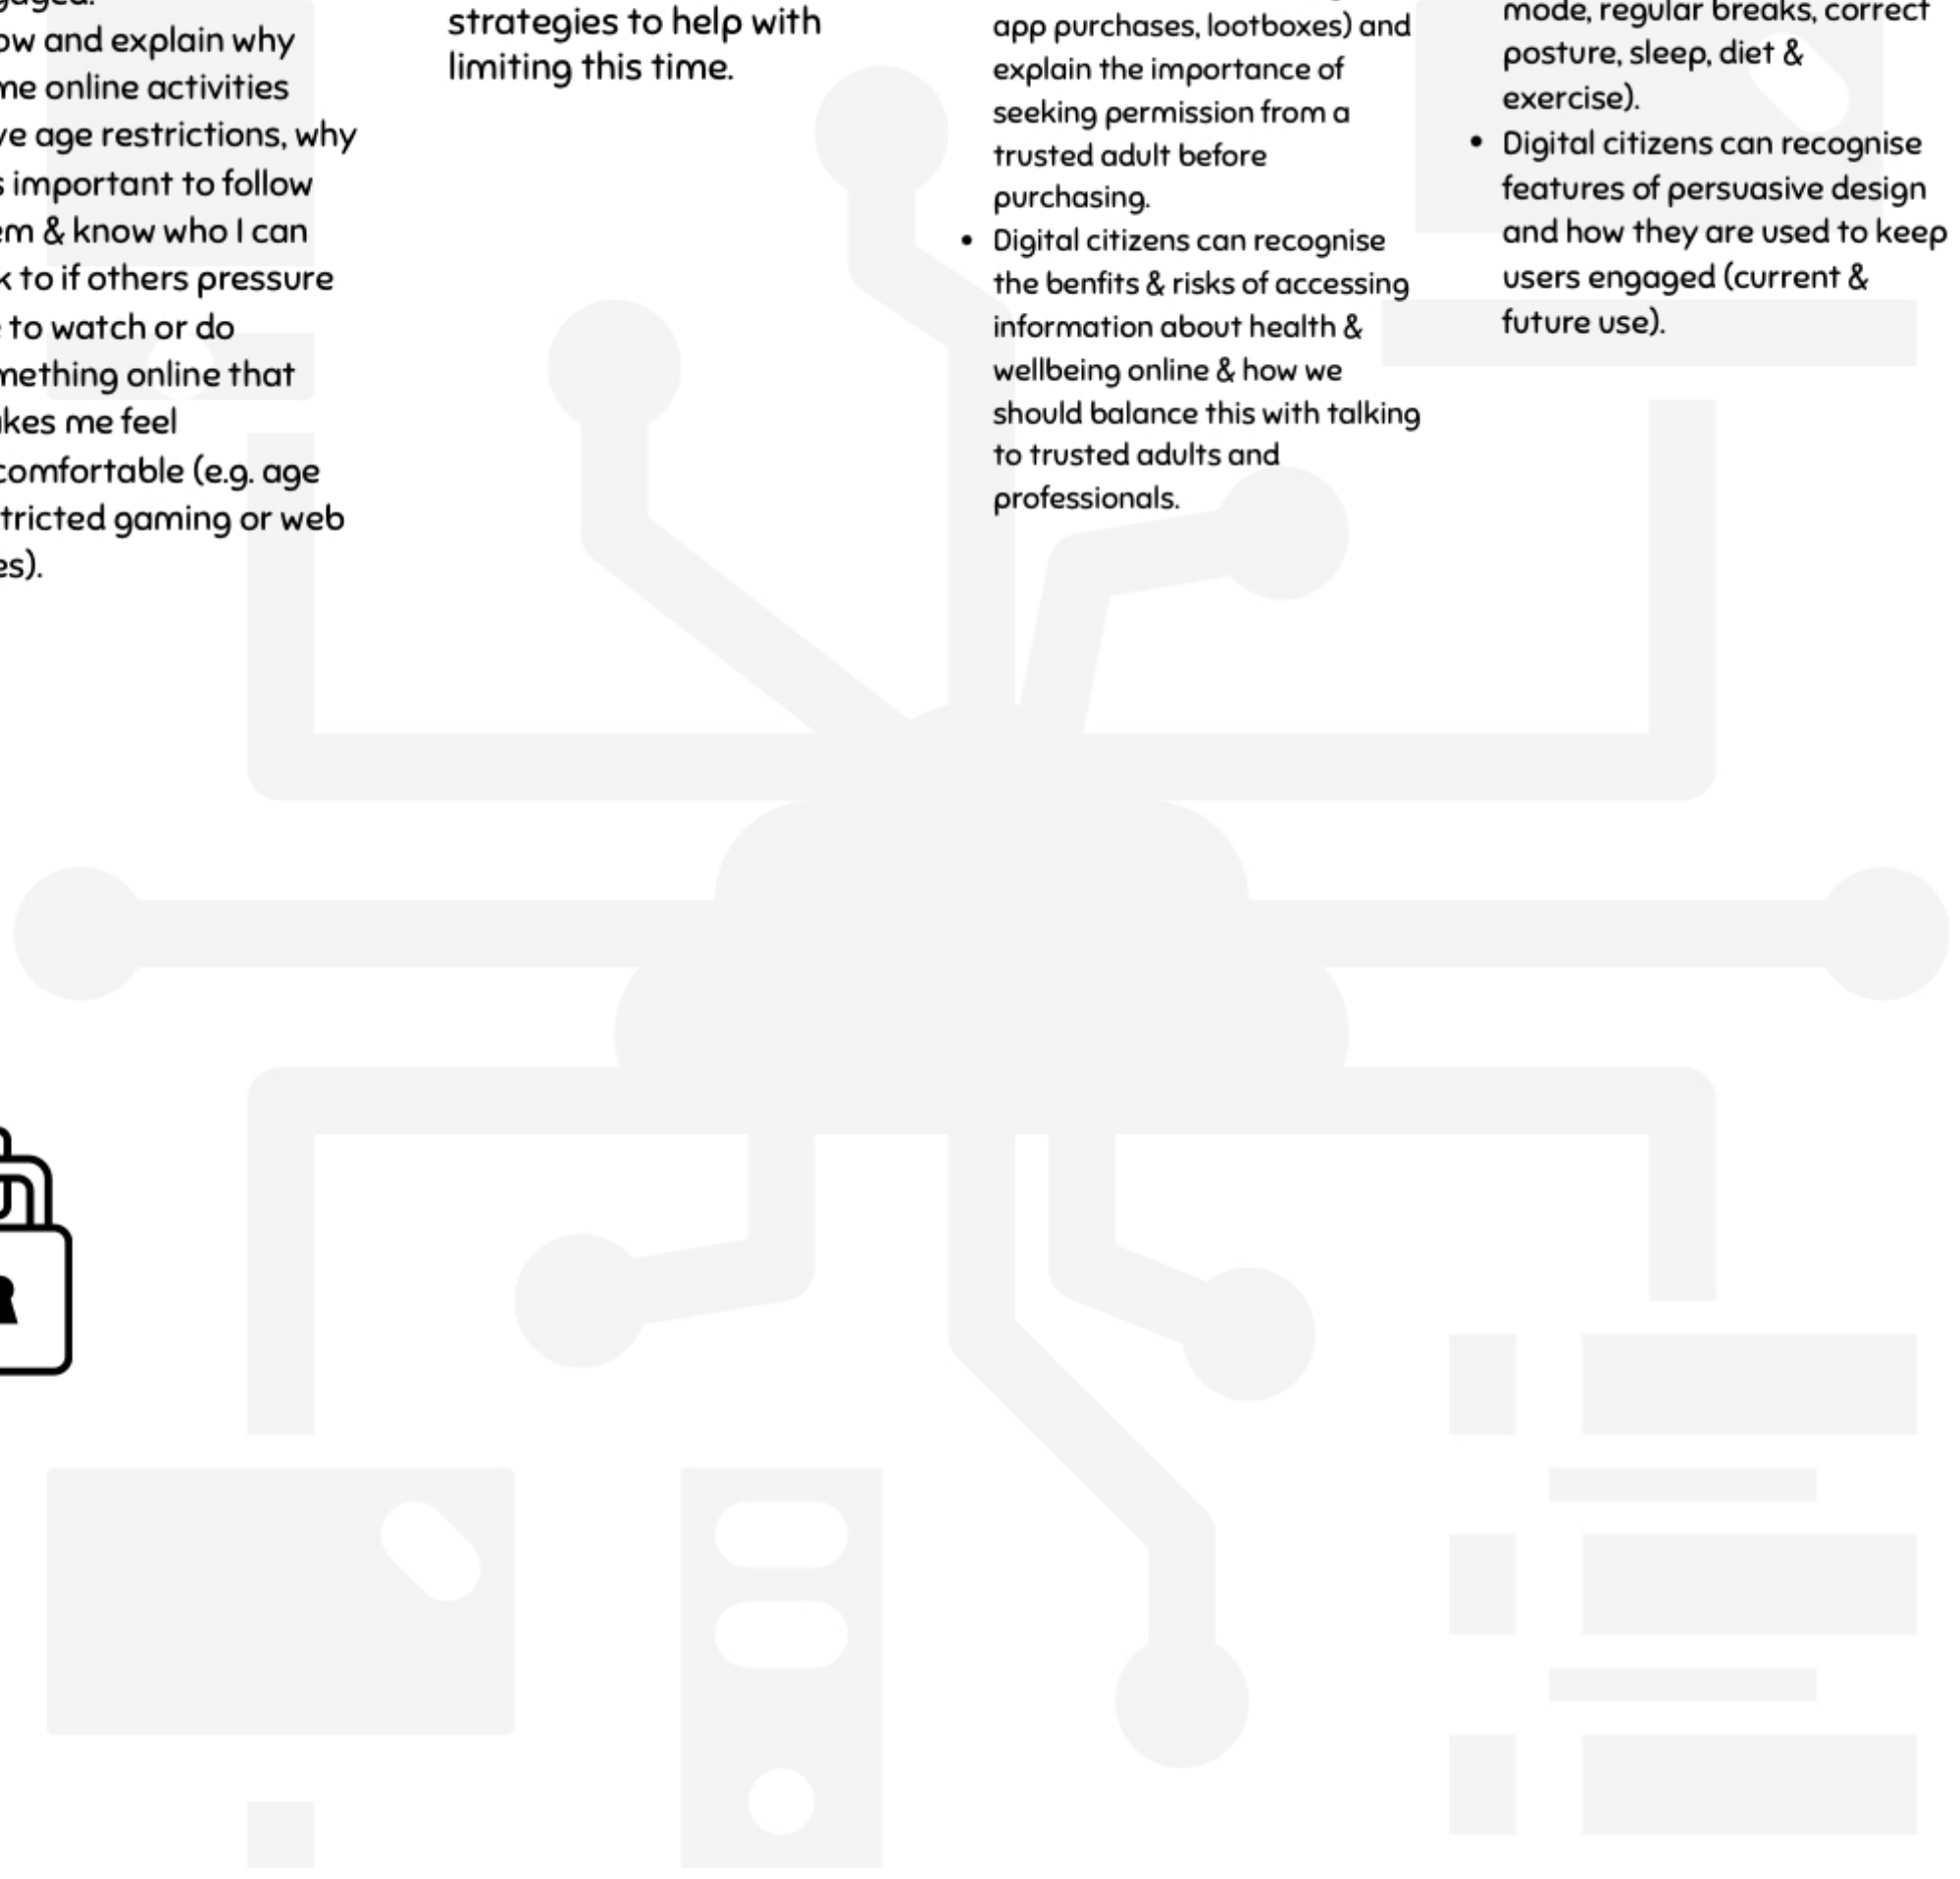 ow and explain why
me online activities
ve age restrictions, why
s important to follow
em & know who I can
k to if others pressure
e to watch or do
mething online that
akes me feel
comfortable (e.g. age
tricted gaming or web
es).
strategies to help with
limiting this time.
app purchases, lootboxes) and
explain the importance of
seeking permission from a
trusted adult before
purchasing.
• Digital citizens can recognise
the benfits & risks of accessing
information about health &
wellbeing online & how we
should balance this with talking
to trusted adults and
professionals.
mode, regular breaks, correct
posture, sleep, diet &
exercise).
• Digital citizens can recognise
features of persuasive design
and how they are used to keep
users engaged (current &
future use).